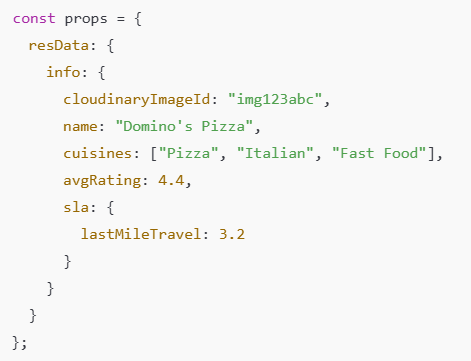 const props = {
  resData: {
    info: {
      cloudinaryImageId: "img123abc",
      name: "Domino's Pizza",
      cuisines: ["Pizza", "Italian", "Fast Food"],
      avgRating: 4.4,
      sla: {
        lastMileTravel: 3.2
      }
    }
  }
};